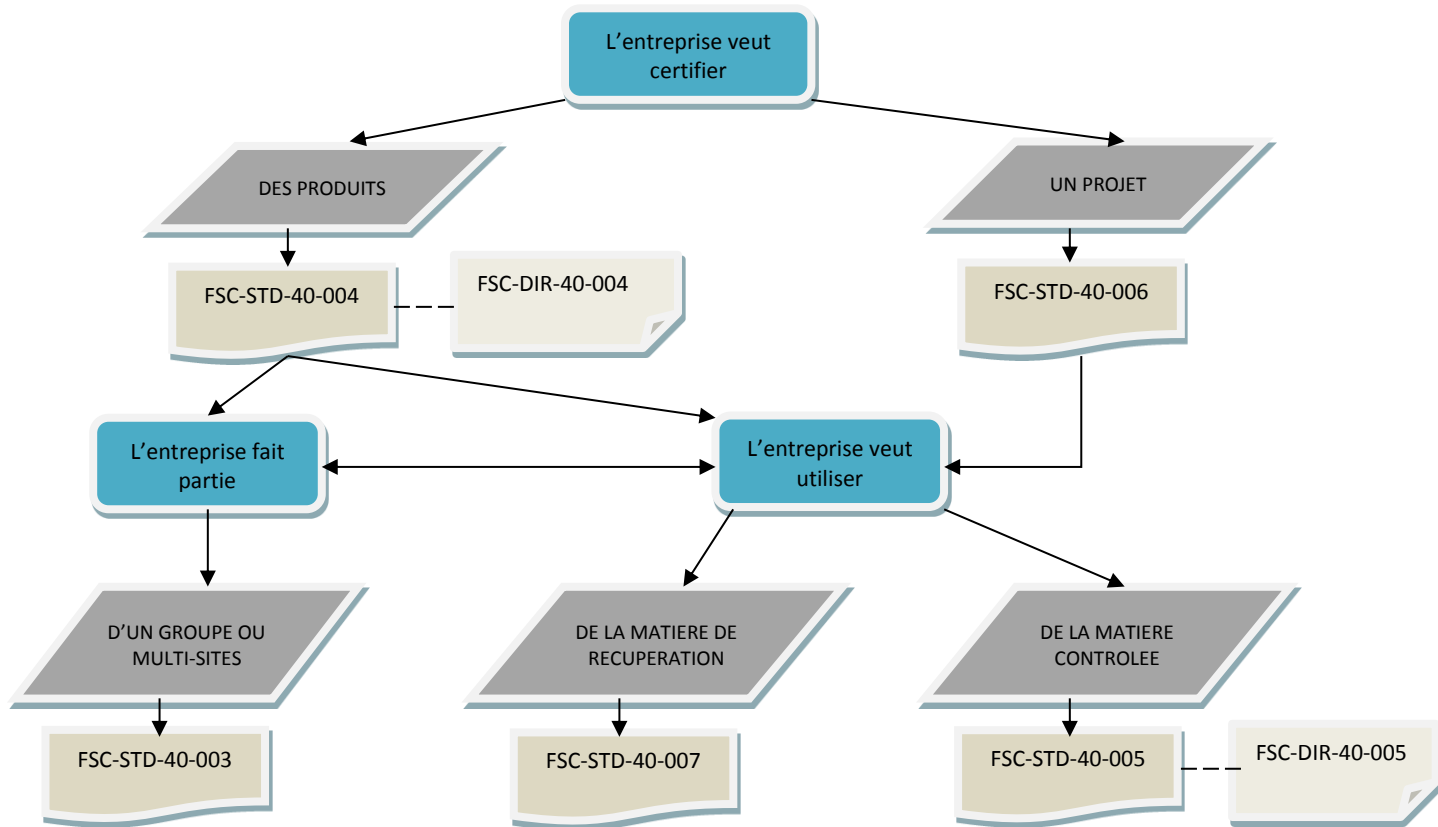 L’entreprise veut
certifier
DES PRODUITS
UN PROJET
FSC-STD-40-004
FSC-DIR-40-004
FSC-STD-40-006
L’entreprise fait
partie
L’entreprise veut
utiliser
D’UN GROUPE OU
MULTI-SITES
DE LA MATIERE DE
RECUPERATION
DE LA MATIERE
CONTROLEE
FSC-STD-40-003
FSC-STD-40-007
FSC-STD-40-005
FSC-DIR-40-005